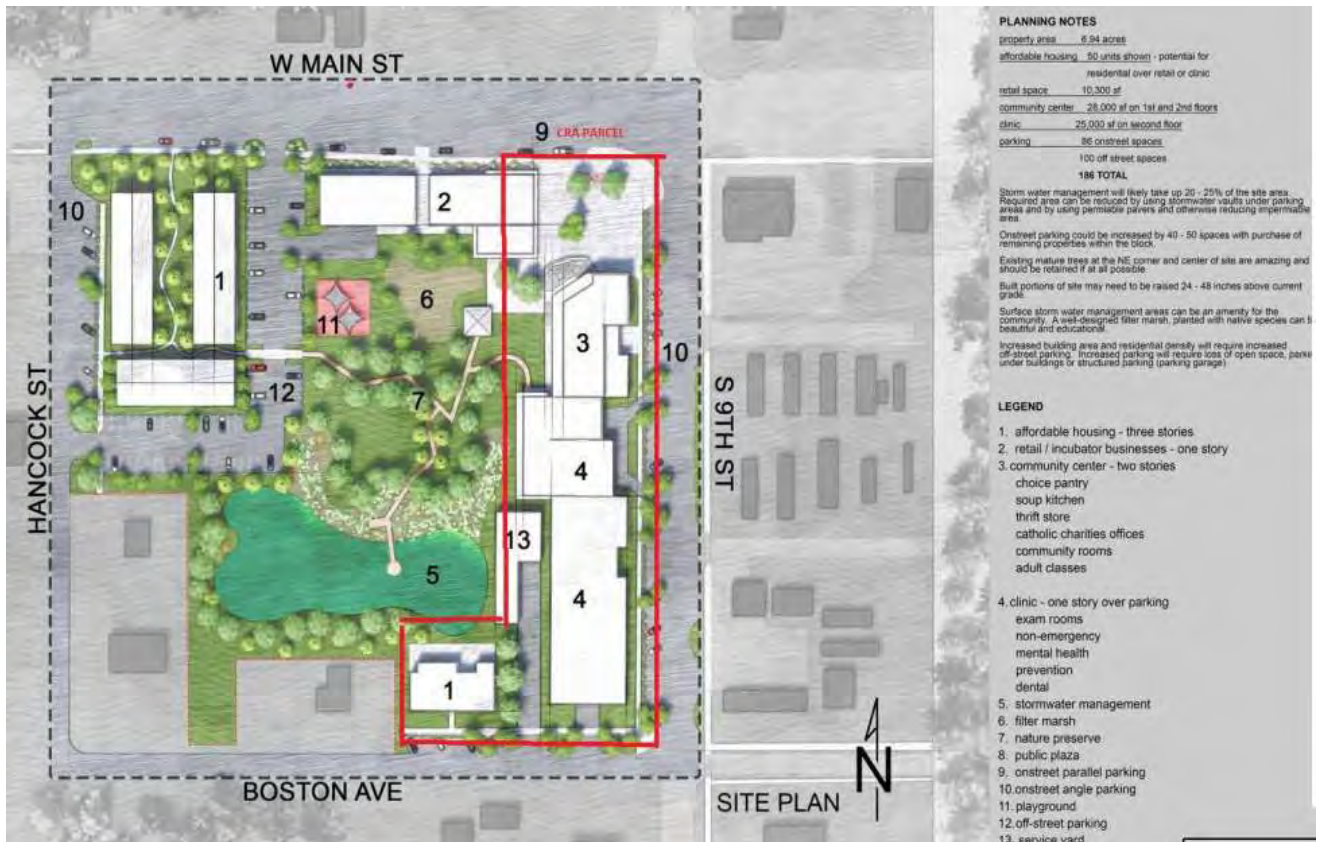 W MAIN ST
9 CRA PARCEL
10
2
1
6
11
3
10
12
7
4
S 9TH ST
HANCOCK ST
13
5
4
1
BOSTON AVE
N
SITE PLAN
PLANNING NOTES
property area 6.94 acres
affordable housing 50 units shown - potential for
residential over retail or clinic
retail space 10,300 sf
community center 28,000 sf on 1st and 2nd floors
clinic 25,000 sf on second floor
parking 86 onstreet spaces
100 off street spaces
186 TOTAL
Storm water management will likely take up 20 - 25% of the site area.
Required area can be reduced by using stormwater vaults under parking
areas and by using permiable pavers and otherwise reducing impermiable
area.
Onstreet parking could be increased by 40 - 50 spaces with purchase of
remaining properties within the block.
Existing mature trees at the NE corner and center of site are amazing and
should be retained if at all possible
Built portions of site may need to be raised 24 - 48 inches above current
grade.
Surface storm water management areas can be an amenity for the
community. A well-designed filter marsh, planted with native species can
beautiful and educational.
Increased building area and residential density will require increased
off-street parking. Increased parking will require loss of open space,
under buildings or structured parking (parking garage)
LEGEND
1. affordable housing - three stories
2. retail / incubator businesses - one story
3. community center - two stories
choice pantry
soup kitchen
thrift store
catholic charities offices
community rooms
adult classes
4. clinic - one story over parking
exam rooms
non-emergency
mental health
prevention
dental
5. stormwater management
6. filter marsh
7. nature preserve
8. public plaza
9. onstreet parallel parking
10. onstreet angle parking
11. playground
12. off-street parking
13. service yard